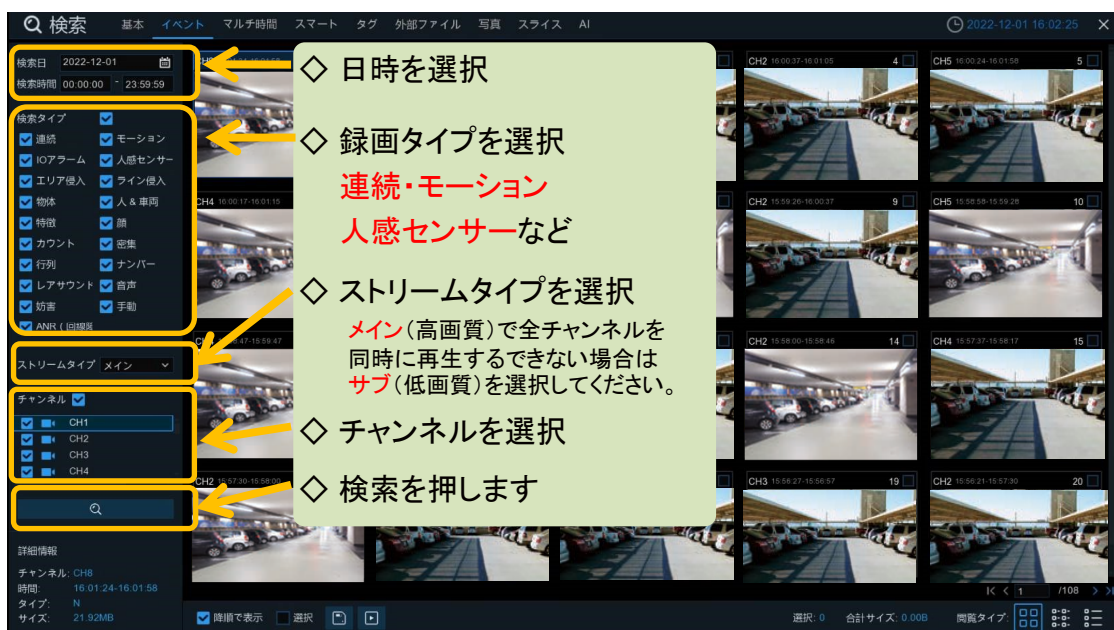 検索 基本 イベント マルチ時間 スマート タグ 外部ファイル 写真 スライス AI 2022-12-01 16:02:25
検索日 2022-12-01
検索時間 00:00:00 - 23:59:59
検索タイプ
連続 モーション
IOアラーム 人感センサー
エリア侵入 ライン侵入
物体 人 & 車両
特徴 顔
カウント 密集
行列 ナンバー
レアサウンド 音声
妨害 手動
ANR (
ストリームタイプ メイン
チャンネル
CH1
CH2
CH3
CH4
詳細情報
チャンネル: CH8
時間: 16:01:24-16:01:58
タイプ: N
サイズ: 21.92MB
◇ 日時を選択
◇ 録画タイプを選択
連続・モーション
人感センサーなど
◇ ストリームタイプを選択
メイン(高画質)で全チャンネルを
同時に再生するできない場合は
サブ(低画質)を選択してください。
◇ チャンネルを選択
◇ 検索を押します
CH2 16:00:37-16:01:05 4
CH5 16:00:24-16:01:58 5
CH4 16:00:17-16:01:15
CH2 15:59:26-16:00:37 9
CH5 15:58:58-15:59:28 10
47-15:59:47
CH2 15:58:00-15:58:46 14
CH4 15:57:37-15:58:17 15
CH2 15:57:30-15:58:00
CH3 15:56:27-15:56:57 19
CH2 15:56:21-15:57:30 20
1 /108
降順で表示 選択 選択: 0 合計サイズ: 0.00B 閲覧タイプ: